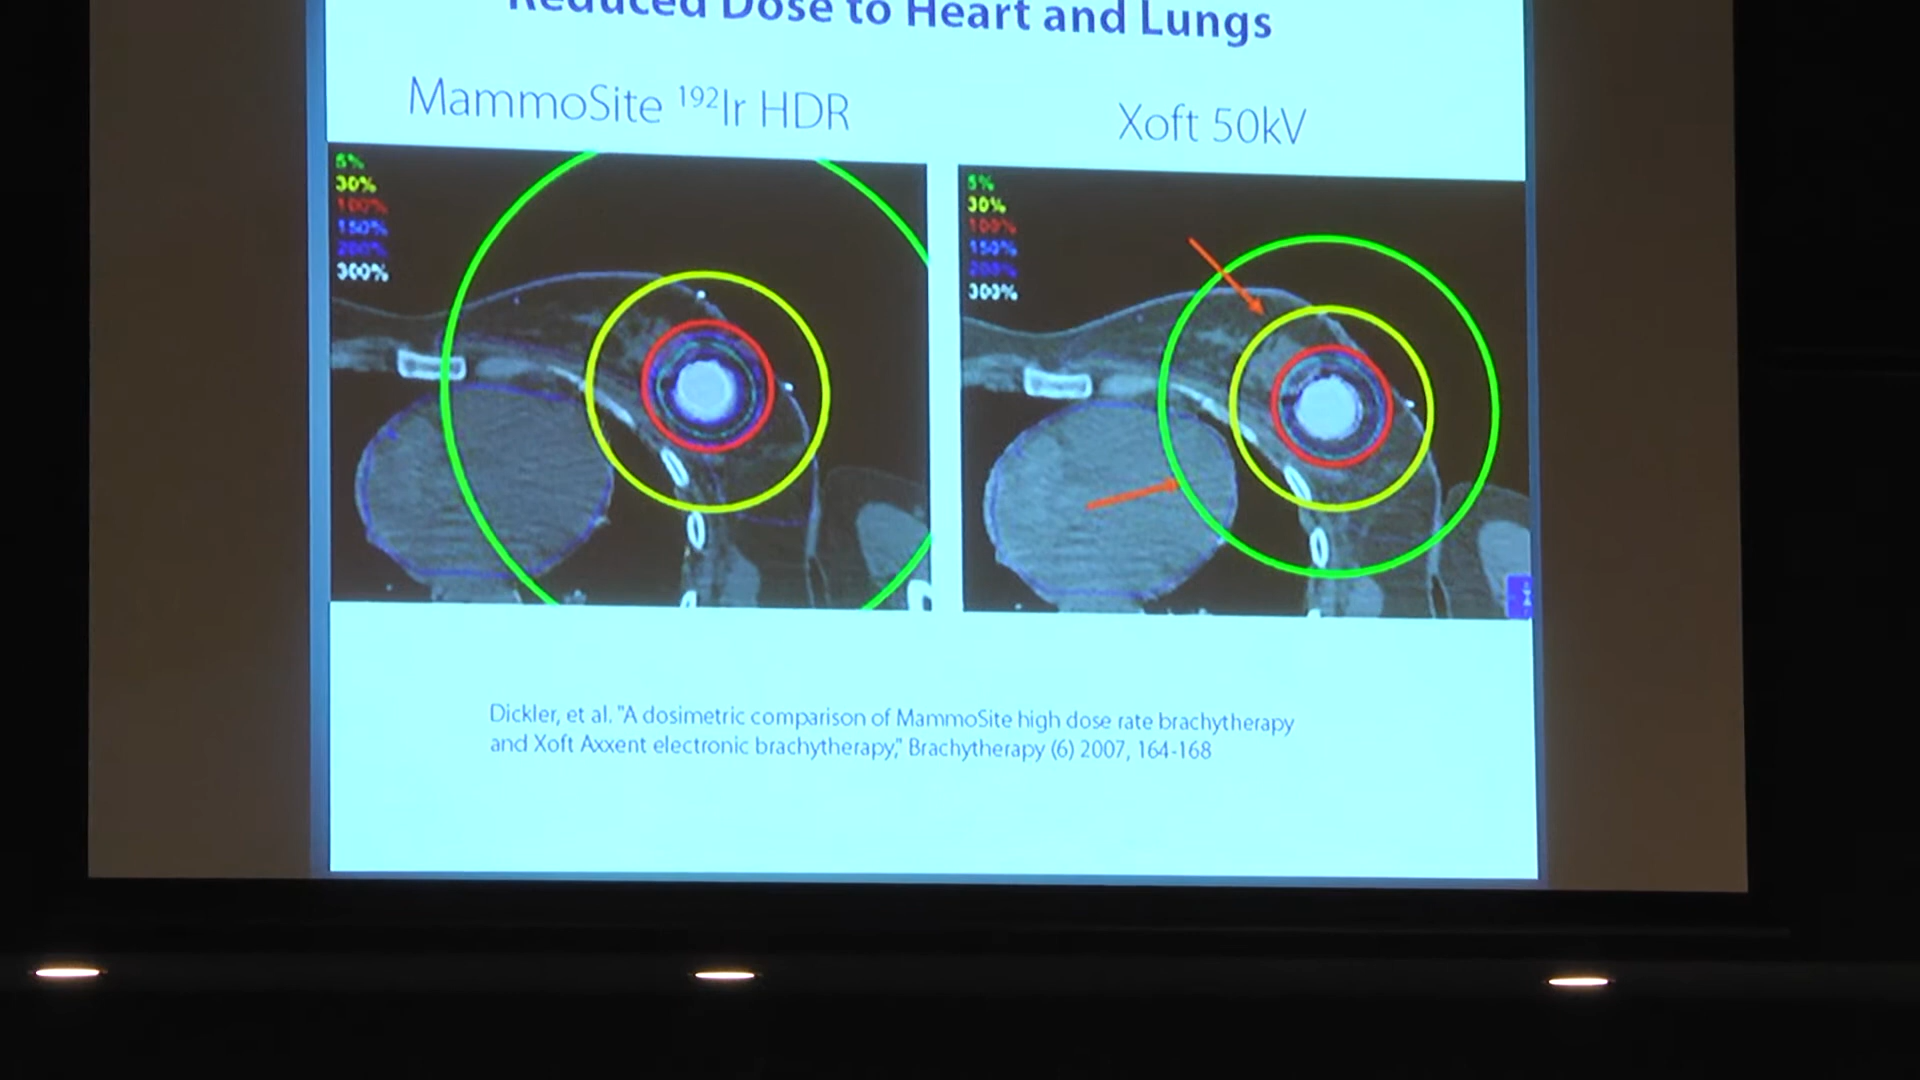 Reduced Dose to Heart and Lungs
MammoSite ¹⁹²Ir HDR
Xoft 50kV
5%
30%
100%
150%
200%
300%
5%
30%
100%
150%
200%
300%
Dickler, et al. "A dosimetric comparison of MammoSite high dose rate brachytherapy
and Xoft Axxent electronic brachytherapy," Brachytherapy (6) 2007, 164-168